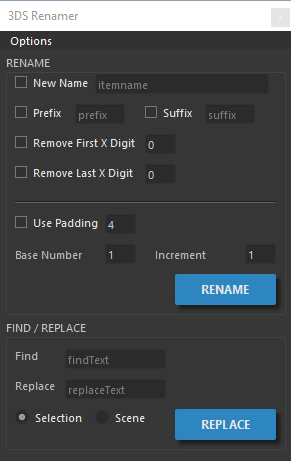 3DS Renamer
Options
RENAME
New Name itemname
Prefix prefix Suffix suffix
Remove First X Digit 0
Remove Last X Digit 0
Use Padding 4
Base Number 1 Increment 1
RENAME
FIND / REPLACE
Find findText
Replace replaceText
Selection Scene REPLACE